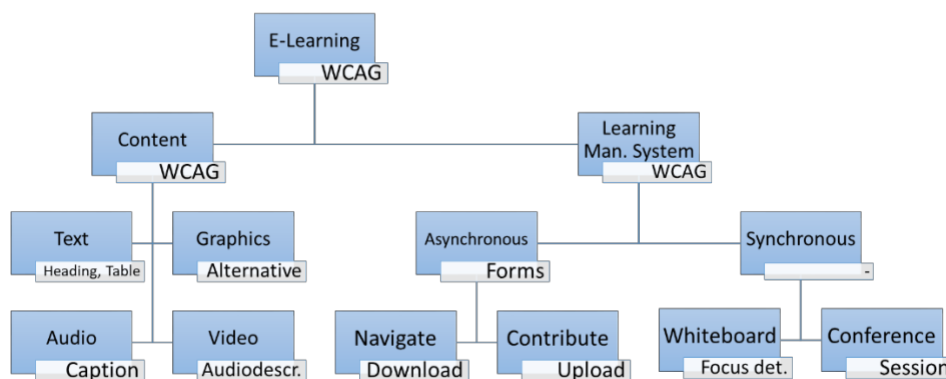 E-Learning
WCAG
Content
WCAG
Learning
Man. System
WCAG
Text
Heading, Table
Graphics
Alternative
Asynchronous
Forms
Synchronous
-
Audio
Caption
Video
Audiodescr.
Navigate
Download
Contribute
Upload
Whiteboard
Focus det.
Conference
Session